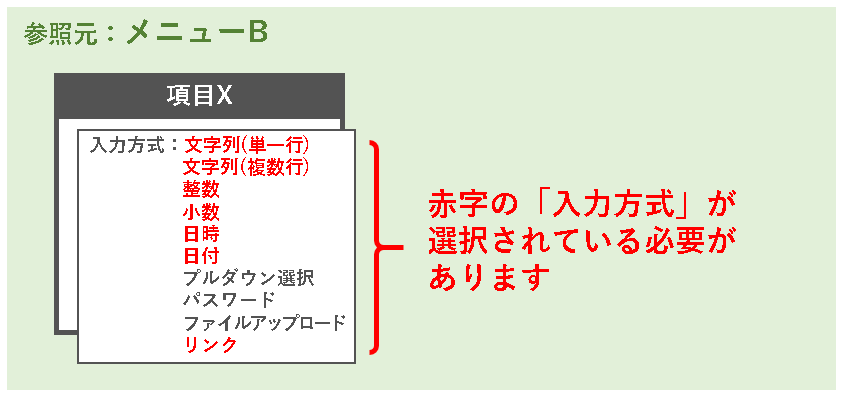 参照元：メニューB
項目X
入力方式：文字列(単一行)
文字列(複数行)
整数
小数
日時
日付
プルダウン選択
パスワード
ファイルアップロード
リンク
赤字の「入力方式」が
選択されている必要が
あります